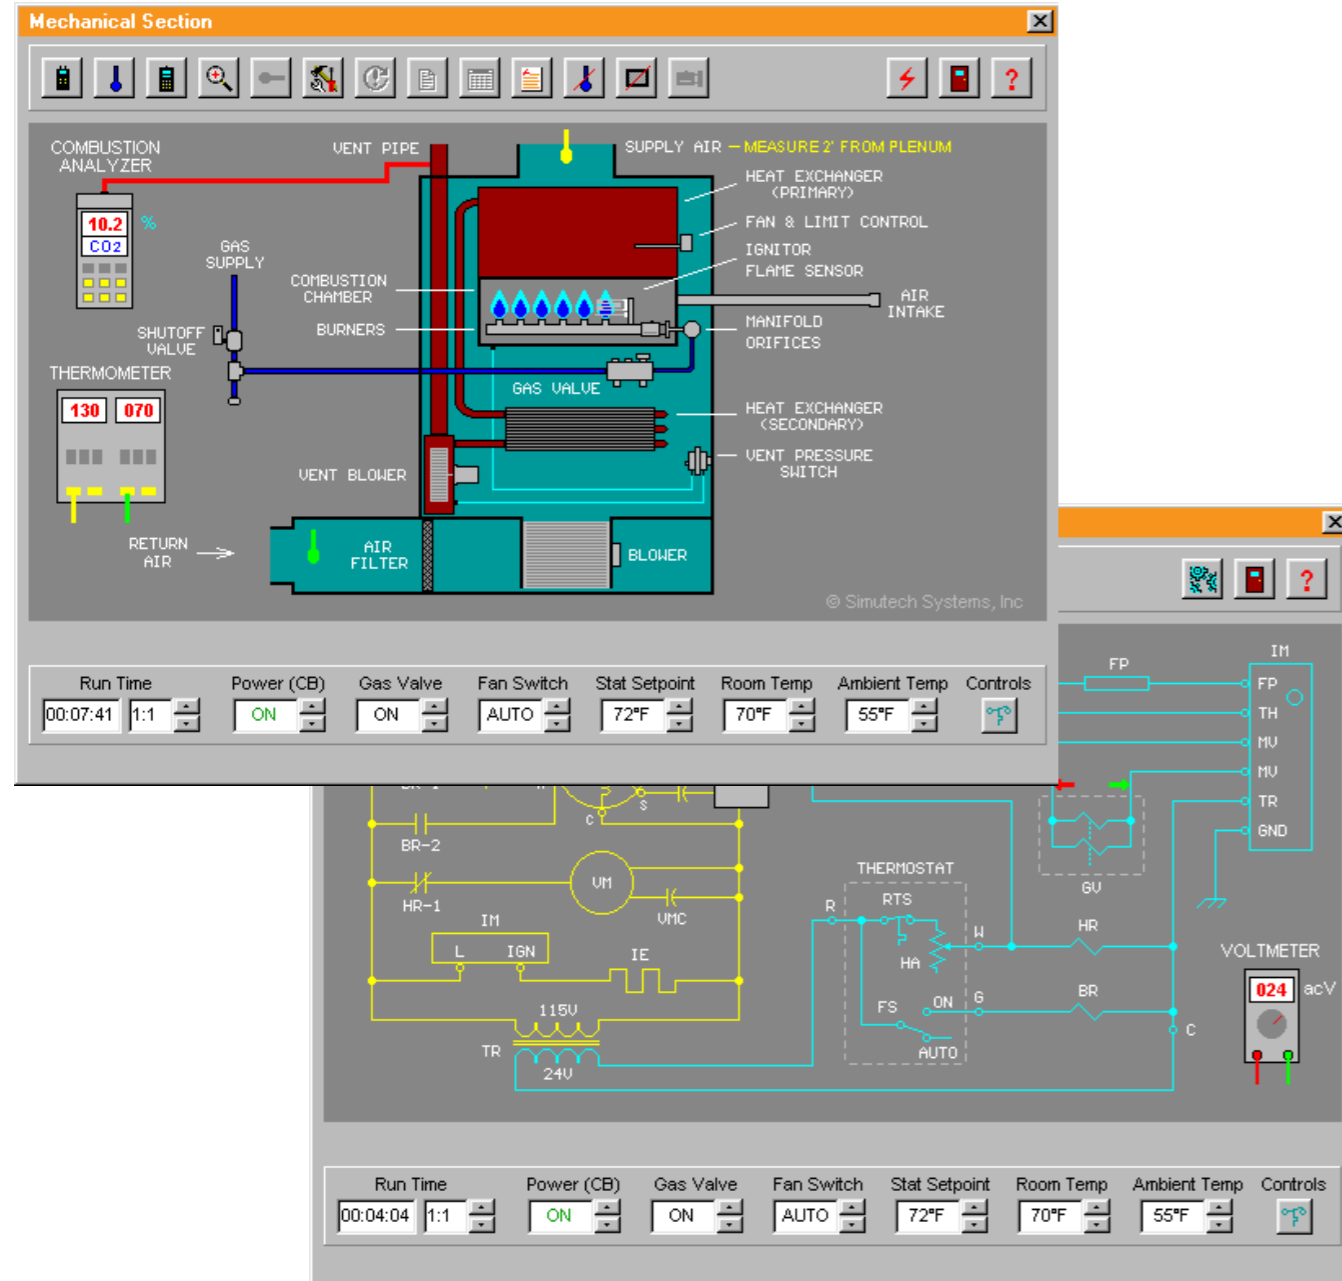 Mechanical Section
COMBUSTION
ANALYZER
VENT PIPE
SUPPLY AIR — MEASURE 2' FROM PLENUM
HEAT EXCHANGER
(PRIMARY)
10.2 %
CO2
FAN & LIMIT CONTROL
GAS
SUPPLY
IGNITOR
FLAME SENSOR
COMBUSTION
CHAMBER
AIR
INTAKE
BURNERS
MANIFOLD
ORIFICES
SHUTOFF
VALVE
THERMOMETER
GAS VALVE
130 070
HEAT EXCHANGER
(SECONDARY)
VENT BLOWER
VENT PRESSURE
SWITCH
RETURN
AIR
AIR
FILTER
BLOWER
© Simutech Systems, Inc
Run Time Power (CB) Gas Valve Fan Switch Stat Setpoint Room Temp Ambient Temp Controls
00:07:41 1:1 ON ON AUTO 72°F 70°F 55°F
?
?
IM
FP
FP
TH
MV
MV
TR
GND
S
C
BR-2
HR-1
VM
VMC
IM
L IGN
IE
115V
TR
24V
THERMOSTAT
R
RTS
W
HA
FS
ON
G
AUTO
GV
HR
BR
C
VOLTMETER
024 acV
Run Time Power (CB) Gas Valve Fan Switch Stat Setpoint Room Temp Ambient Temp Controls
00:04:04 1:1 ON ON AUTO 72°F 70°F 55°F